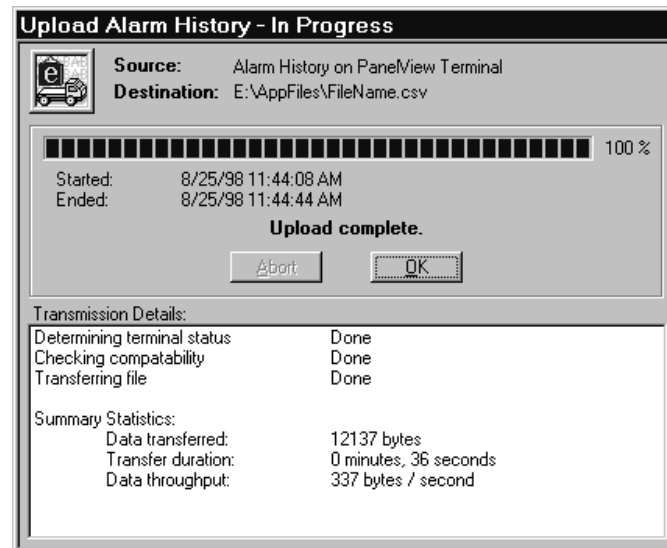 Upload Alarm History - In Progress
Source: Alarm History on PanelView Terminal
Destination: E:\AppFiles\FileName.csv
100 %
Started: 8/25/98 11:44:08 AM
Ended: 8/25/98 11:44:44 AM
Upload complete.
Abort OK
Transmission Details:
Determining terminal status Done
Checking compatability Done
Transferring file Done
Summary Statistics:
Data transferred: 12137 bytes
Transfer duration: 0 minutes, 36 seconds
Data throughput: 337 bytes / second